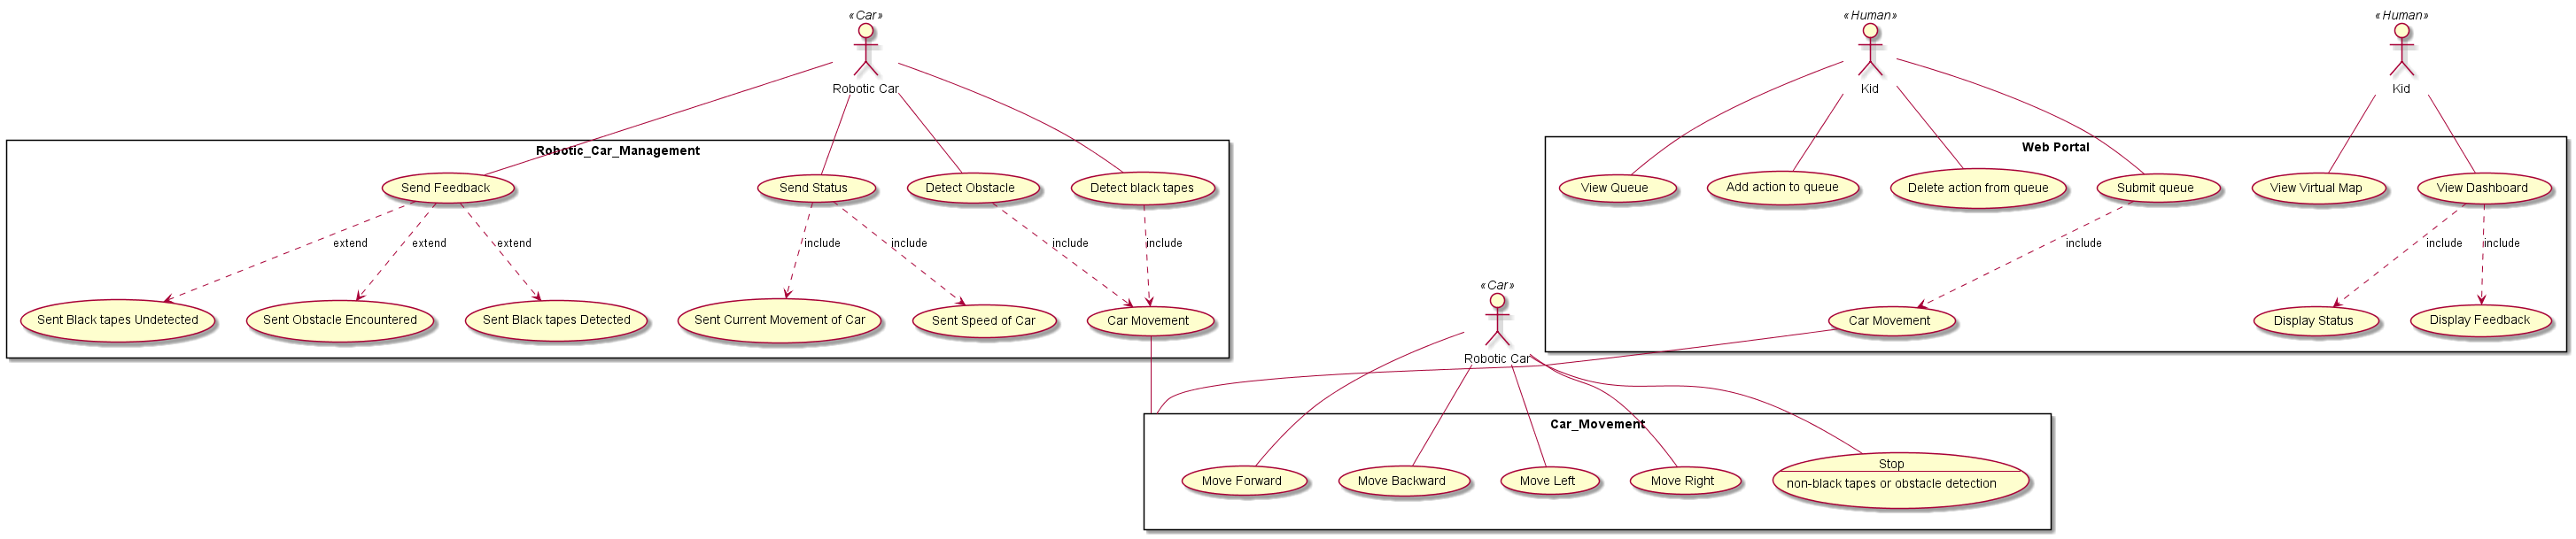 «Car»
Robotic Car
«Human»
Kid
«Human»
Kid
Robotic_Car_Management
Send Feedback
Send Status
Detect Obstacle
Detect black tapes
extend
extend
extend
include
include
include
include
Sent Black tapes Undetected
Sent Obstacle Encountered
Sent Black tapes Detected
Sent Current Movement of Car
Sent Speed of Car
Car Movement
Web Portal
View Queue
Add action to queue
Delete action from queue
Submit queue
View Virtual Map
View Dashboard
include
include
include
Car Movement
Display Status
Display Feedback
«Car»
Robotic Car
Car_Movement
Move Forward
Move Backward
Move Left
Move Right
Stop
non-black tapes or obstacle detection